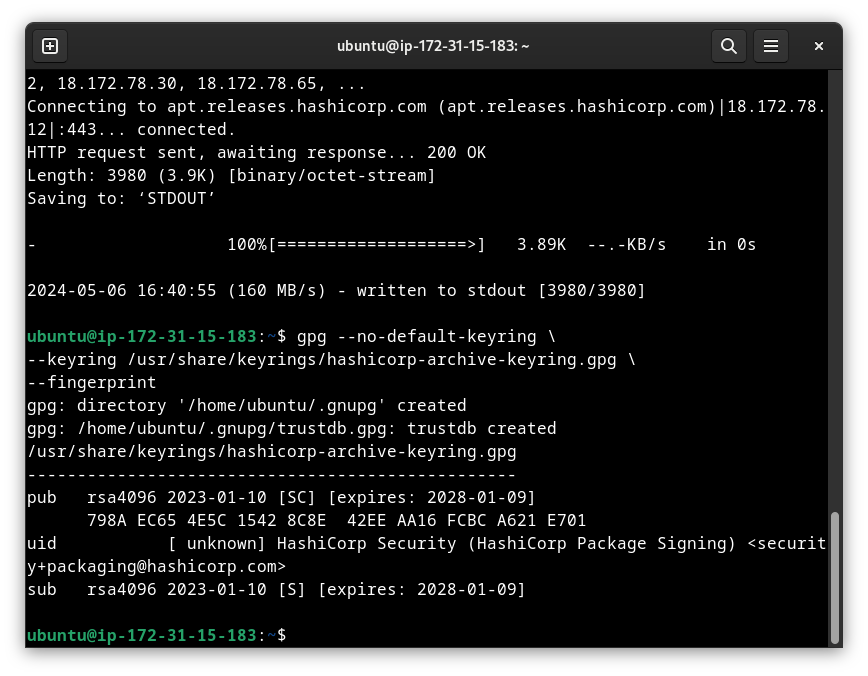 ubuntu@ip-172-31-15-183: ~
2, 18.172.78.30, 18.172.78.65, ...
Connecting to apt.releases.hashicorp.com (apt.releases.hashicorp.com)|18.172.78.
12|:443... connected.
HTTP request sent, awaiting response... 200 OK
Length: 3980 (3.9K) [binary/octet-stream]
Saving to: ‘STDOUT’
-                   100%[===================>]   3.89K  --.-KB/s    in 0s
2024-05-06 16:40:55 (160 MB/s) - written to stdout [3980/3980]
ubuntu@ip-172-31-15-183:~$ gpg --no-default-keyring \
--keyring /usr/share/keyrings/hashicorp-archive-keyring.gpg \
--fingerprint
gpg: directory '/home/ubuntu/.gnupg' created
gpg: /home/ubuntu/.gnupg/trustdb.gpg: trustdb created
/usr/share/keyrings/hashicorp-archive-keyring.gpg
-------------------------------------------------
pub   rsa4096 2023-01-10 [SC] [expires: 2028-01-09]
      798A EC65 4E5C 1542 8C8E  42EE AA16 FCBC A621 E701
uid           [ unknown] HashiCorp Security (HashiCorp Package Signing) <securit
y+packaging@hashicorp.com>
sub   rsa4096 2023-01-10 [S] [expires: 2028-01-09]
ubuntu@ip-172-31-15-183:~$